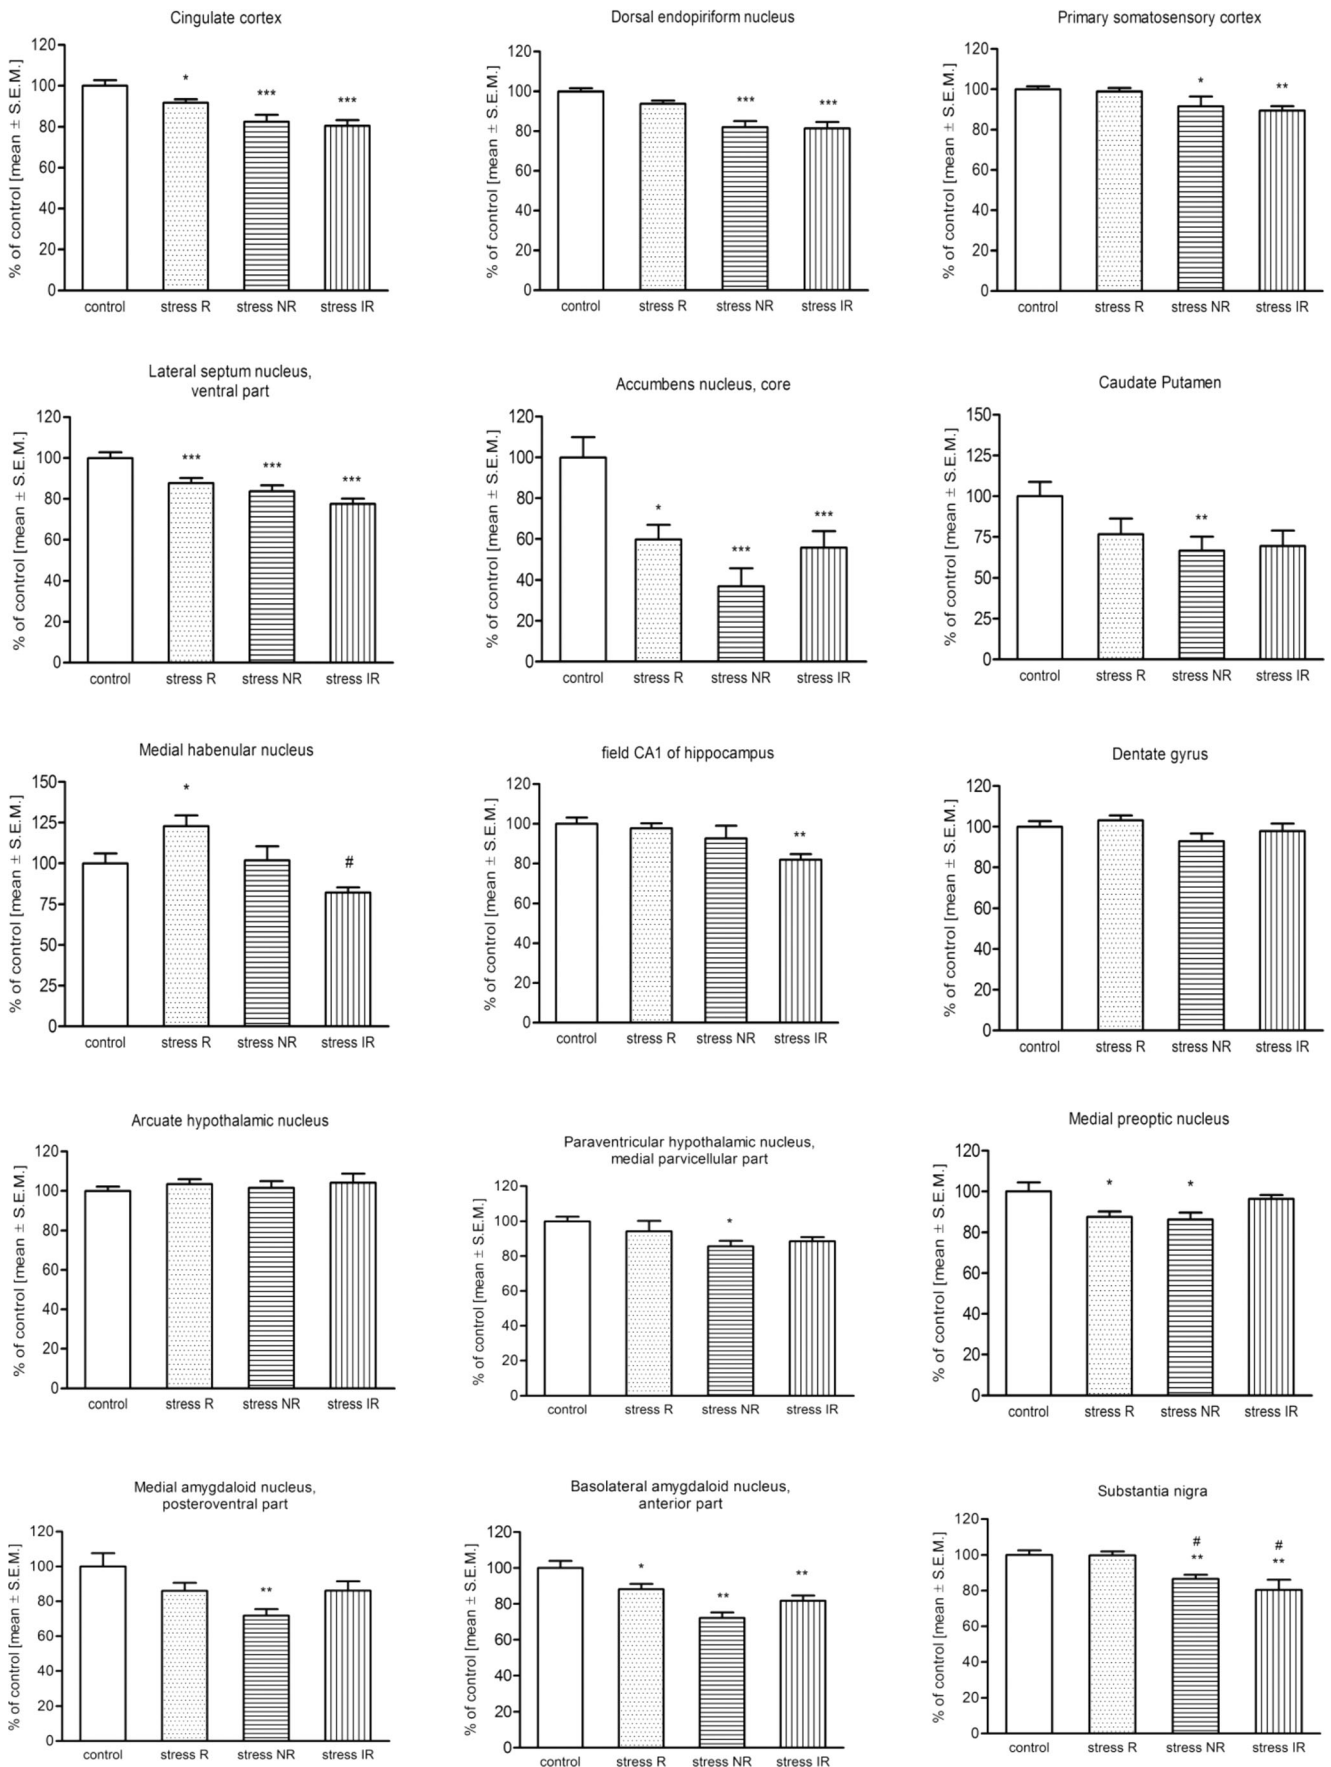 Cingulate cortex
% of control [mean ± S.E.M.]
120
100
80
60
40
20
0
*
***
***
control stress R stress NR stress IR
Dorsal endopiriform nucleus
% of control [mean ± S.E.M.]
120
100
80
60
40
20
0
***
***
control stress R stress NR stress IR
Primary somatosensory cortex
% of control [mean ± S.E.M.]
120
100
80
60
40
20
0
*
**
control stress R stress NR stress IR
Lateral septum nucleus,
ventral part
% of control [mean ± S.E.M.]
120
100
80
60
40
20
0
***
***
***
control stress R stress NR stress IR
Accumbens nucleus, core
% of control [mean ± S.E.M.]
120
100
80
60
40
20
0
*
***
***
control stress R stress NR stress IR
Caudate Putamen
% of control [mean ± S.E.M.]
150
125
100
75
50
25
0
**
control stress R stress NR stress IR
Medial habenular nucleus
% of control [mean ± S.E.M.]
150
125
100
75
50
25
0
*
#
control stress R stress NR stress IR
field CA1 of hippocampus
% of control [mean ± S.E.M.]
120
100
80
60
40
20
0
**
control stress R stress NR stress IR
Dentate gyrus
% of control [mean ± S.E.M.]
120
100
80
60
40
20
0
control stress R stress NR stress IR
Arcuate hypothalamic nucleus
% of control [mean ± S.E.M.]
120
100
80
60
40
20
0
control stress R stress NR stress IR
Paraventricular hypothalamic nucleus,
medial parvicellular part
% of control [mean ± S.E.M.]
120
100
80
60
40
20
0
*
control stress R stress NR stress IR
Medial preoptic nucleus
% of control [mean ± S.E.M.]
120
100
80
60
40
20
0
*
*
control stress R stress NR stress IR
Medial amygdaloid nucleus,
posteroventral part
% of control [mean ± S.E.M.]
120
100
80
60
40
20
0
**
control stress R stress NR stress IR
Basolateral amygdaloid nucleus,
anterior part
% of control [mean ± S.E.M.]
120
100
80
60
40
20
0
*
**
**
control stress R stress NR stress IR
Substantia nigra
% of control [mean ± S.E.M.]
120
100
80
60
40
20
0
# #
** **
control stress R stress NR stress IR